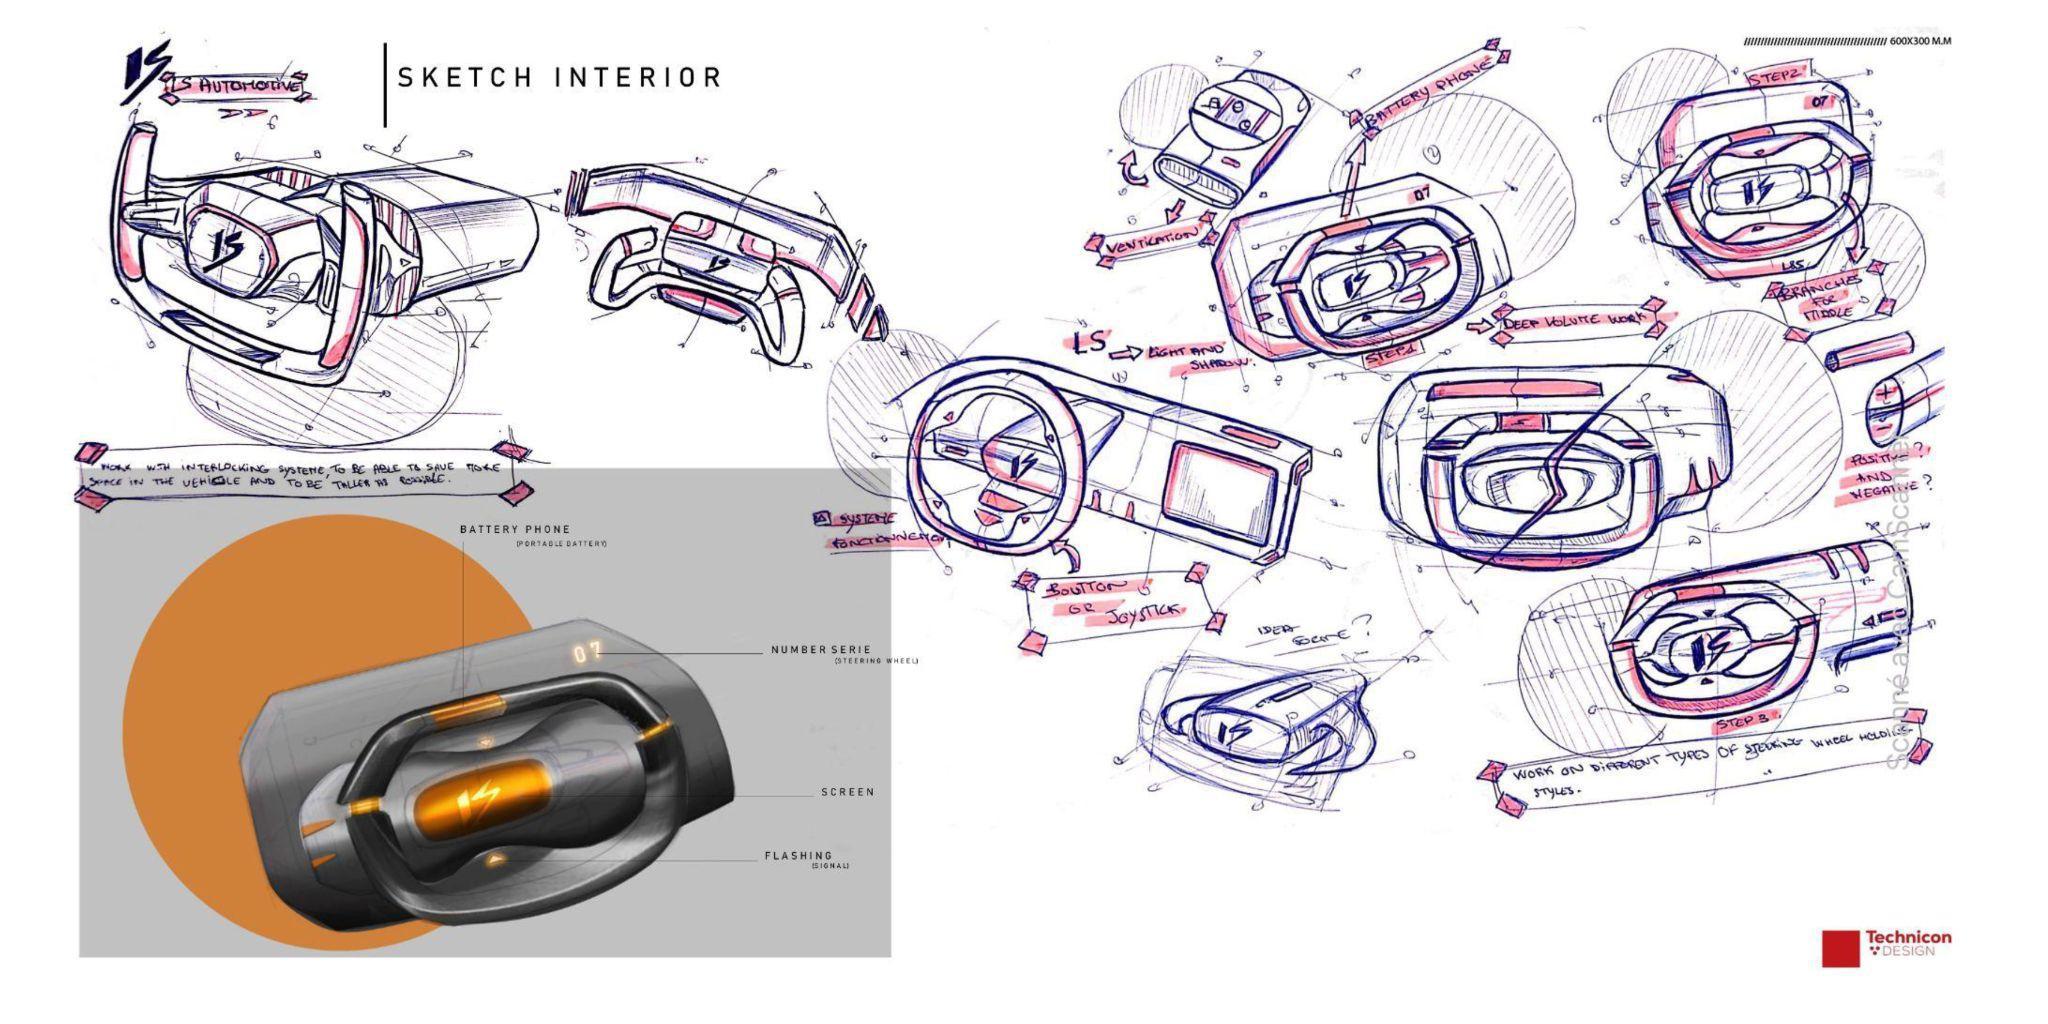 LS
LS AUTOMOTIVE
SKETCH INTERIOR
600X300 M.M
BATTERY PHONE
07
VENTILATION
STEP 1
DEEP VOLUME WORK
STEP2
07
L85
BRANCHES
FOR
MIDDLE
LS
LIGHT AND
SHADOW.
WORK WITH INTERLOCKING SYSTEME, TO BE ABLE TO SAVE MORE
SPACE IN THE VEHICLE AND TO BE TALLER AS POSSIBLE.
SYSTEME
BOUTTON
OR
JOYSTICK
POSITIVE?
AND
NEGATIVE?
IDEA
FORME?
STEP 3.
WORK ON DIFFERENT TYPES OF STEERING WHEEL HOLDING
STYLES.
BATTERY PHONE
(PORTABLE BATTERY)
07
NUMBER SERIE
(STEERING WHEEL)
SCREEN
FLASHING
(SIGNAL)
Scanné avec CamScanner
Technicon
DESIGN